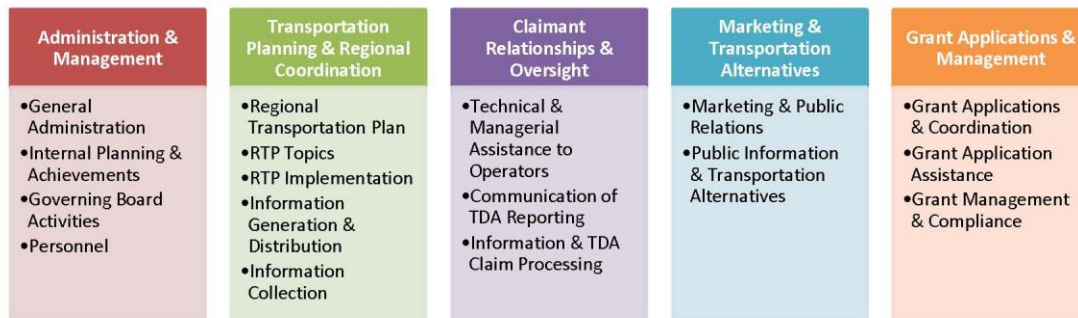 Administration &
Management
•General
Administration
•Internal Planning &
Achievements
•Governing Board
Activities
•Personnel
Transportation
Planning & Regional
Coordination
•Regional
Transportation Plan
•RTP Topics
•RTP Implementation
•Information
Generation &
Distribution
•Information
Collection
Claimant
Relationships &
Oversight
•Technical &
Managerial
Assistance to
Operators
•Communication of
TDA Reporting
•Information & TDA
Claim Processing
Marketing &
Transportation
Alternatives
•Marketing & Public
Relations
•Public Information
& Transportation
Alternatives
Grant Applications &
Management
•Grant Applications
& Coordination
•Grant Application
Assistance
•Grant Management
& Compliance